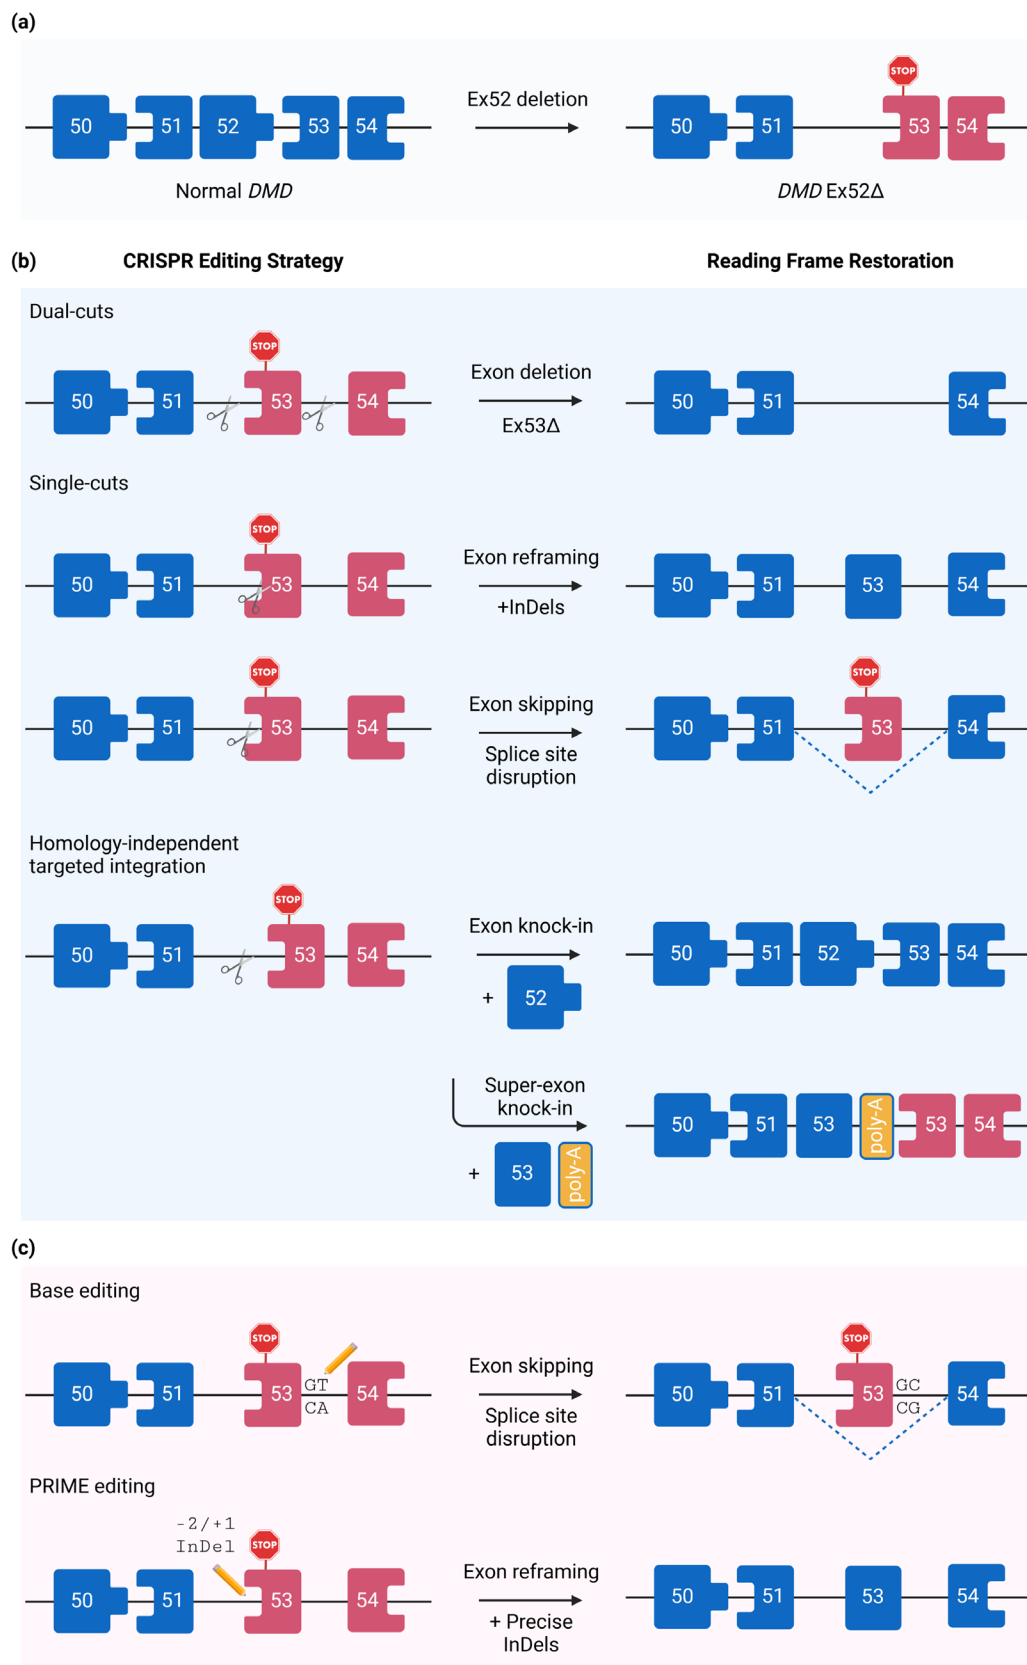 (a)
STOP
50 51 52 53 54
Ex52 deletion
50 51 53 54
Normal DMD
DMD Ex52Δ
(b)
CRISPR Editing Strategy
Reading Frame Restoration
Dual-cuts
STOP
50 51 53 54
Exon deletion
Ex53Δ
50 51 54
Single-cuts
STOP
50 51 53 54
Exon reframing
+InDels
50 51 53 54
STOP
50 51 53 54
Exon skipping
Splice site
disruption
STOP
50 51 53 54
Homology-independent
targeted integration
STOP
50 51 53 54
Exon knock-in
+ 52
50 51 52 53 54
Super-exon
knock-in
+ 53 poly-A
50 51 53 poly-A 53 54
(c)
Base editing
STOP
50 51 53 GT 54
CA
Exon skipping
Splice site
disruption
STOP
50 51 53 GC 54
CG
PRIME editing
-2/+1
InDel
STOP
50 51 53 54
Exon reframing
+ Precise
InDels
50 51 53 54